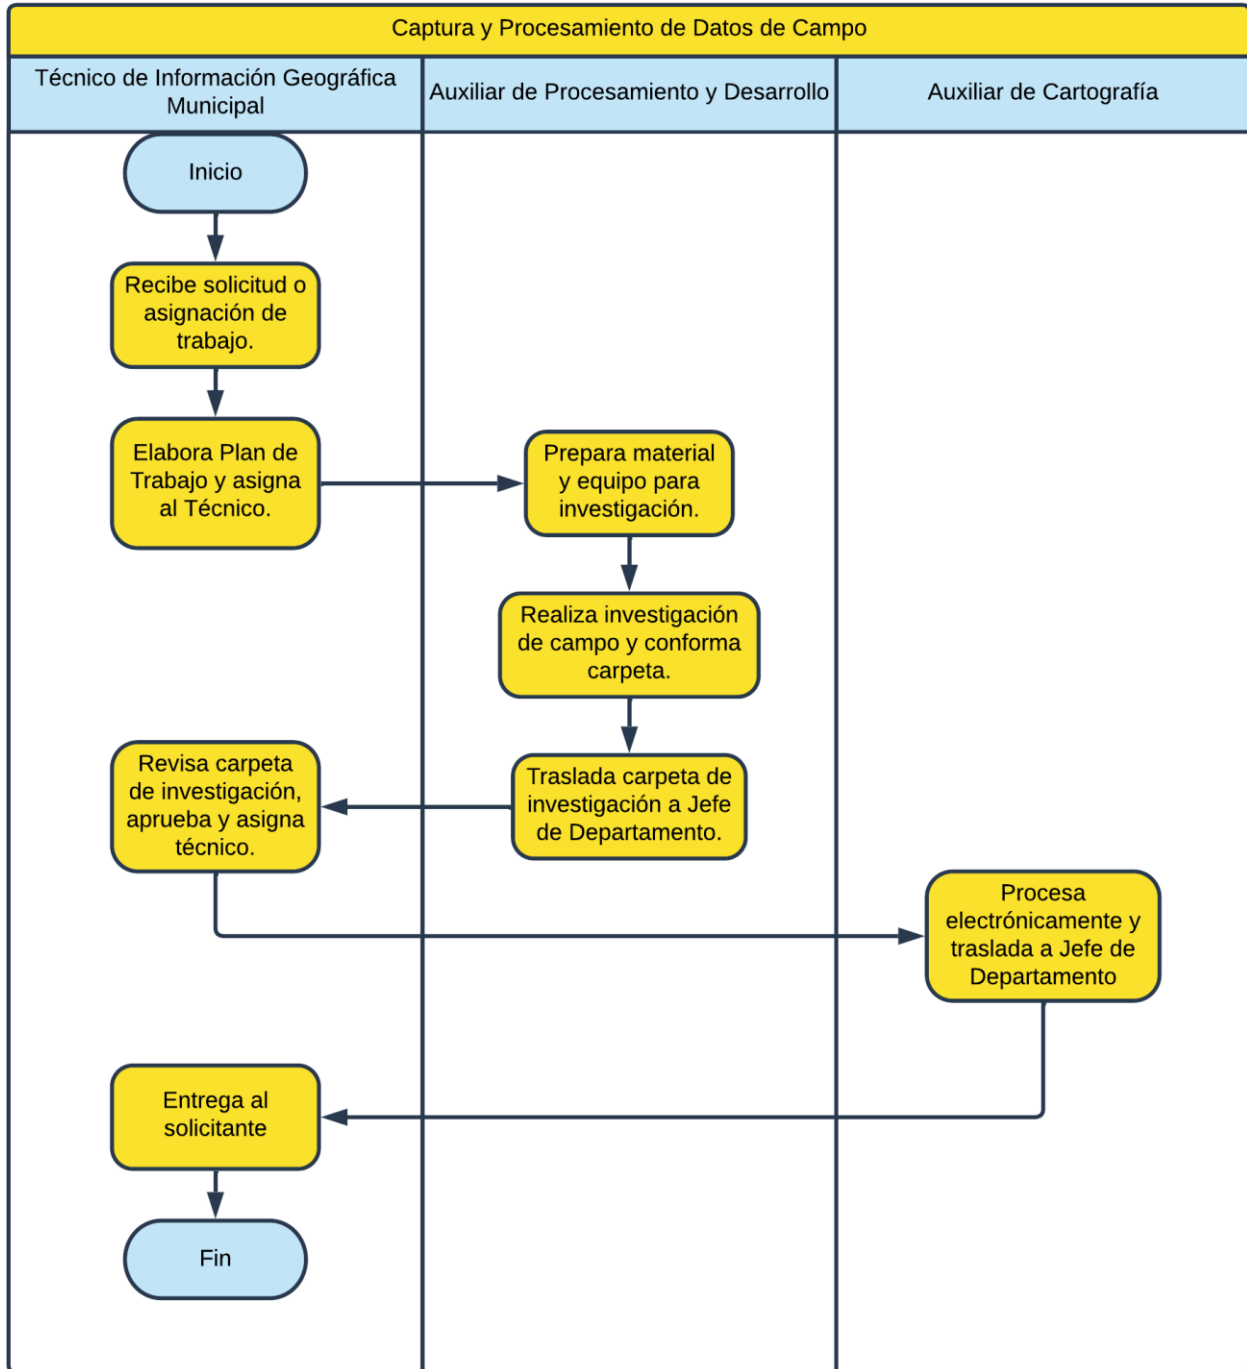 Captura y Procesamiento de Datos de Campo
Técnico de Información Geográfica
Municipal
Auxiliar de Procesamiento y Desarrollo
Auxiliar de Cartografía
Inicio
Recibe solicitud o
asignación de
trabajo.
Elabora Plan de
Trabajo y asigna
al Técnico.
Prepara material
y equipo para
investigación.
Realiza investigación
de campo y conforma
carpeta.
Traslada carpeta de
investigación a Jefe
de Departamento.
Revisa carpeta
de investigación,
aprueba y asigna
técnico.
Procesa
electrónicamente y
traslada a Jefe de
Departamento
Entrega al
solicitante
Fin